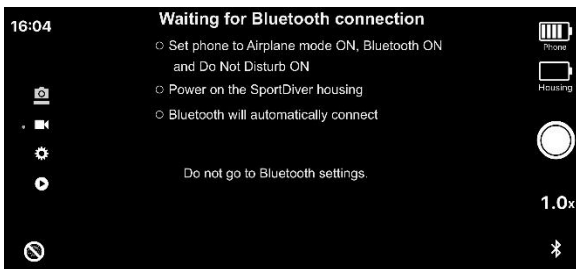 16:04
Waiting for Bluetooth connection
Set phone to Airplane mode ON, Bluetooth ON
and Do Not Disturb ON
Power on the SportDiver housing
Bluetooth will automatically connect
Do not go to Bluetooth settings.
Phone
Housing
1.0x